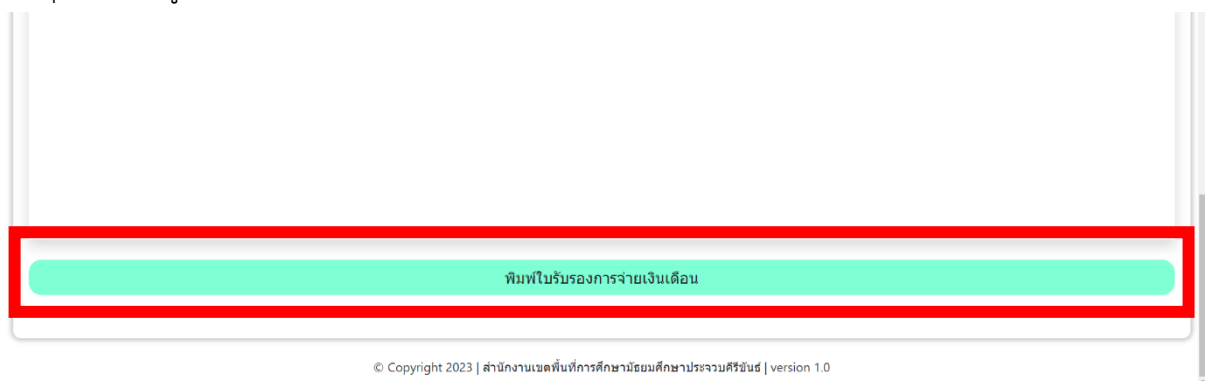 พิมพ์ใบรับรองการจ่ายเงินเดือน
© Copyright 2023 | สำนักงานเขตพื้นที่การศึกษามัธยมศึกษาประจวบคีรีขันธ์ | version 1.0